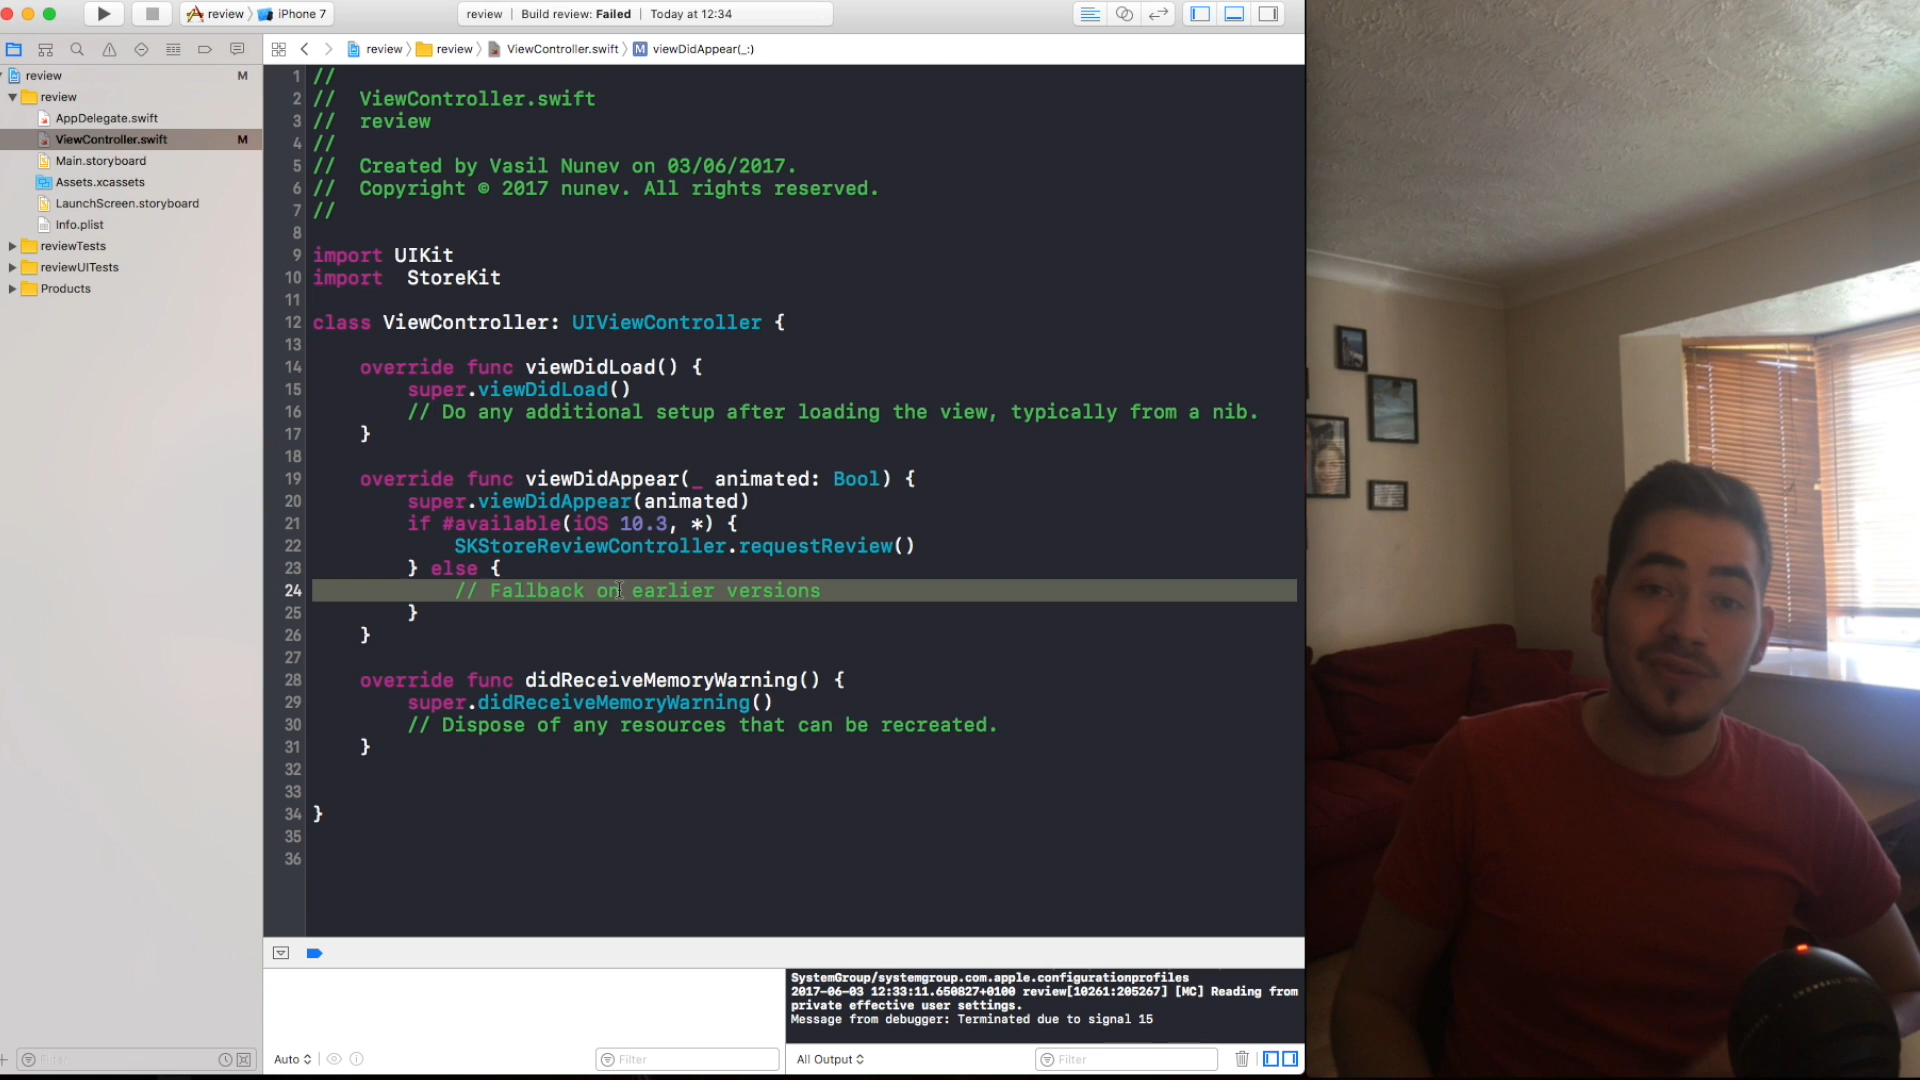 review iPhone 7
review | Build review: Failed | Today at 12:34
review review ViewController.swift M viewDidAppear(_:)
review M
review
AppDelegate.swift
ViewController.swift M
Main.storyboard
Assets.xcassets
LaunchScreen.storyboard
Info.plist
reviewTests
reviewUITests
Products
1 //
2 // ViewController.swift
3 // review
4 //
5 // Created by Vasil Nunev on 03/06/2017.
6 // Copyright © 2017 nunev. All rights reserved.
7 //
8
9 import UIKit
10 import StoreKit
11
12 class ViewController: UIViewController {
13
14 override func viewDidLoad() {
15 super.viewDidLoad()
16 // Do any additional setup after loading the view, typically from a nib.
17 }
18
19 override func viewDidAppear(_ animated: Bool) {
20 super.viewDidAppear(animated)
21 if #available(iOS 10.3, *) {
22 SKStoreReviewController.requestReview()
23 } else {
24 // Fallback on earlier versions
25 }
26 }
27
28 override func didReceiveMemoryWarning() {
29 super.didReceiveMemoryWarning()
30 // Dispose of any resources that can be recreated.
31 }
32
33
34 }
35
36
SystemGroup/systemgroup.com.apple.configurationprofiles
2017-06-03 12:33:11.650827+0100 review[10261:205267] [MC] Reading from
private effective user settings.
Message from debugger: Terminated due to signal 15
Filter
Auto
Filter
All Output
Filter